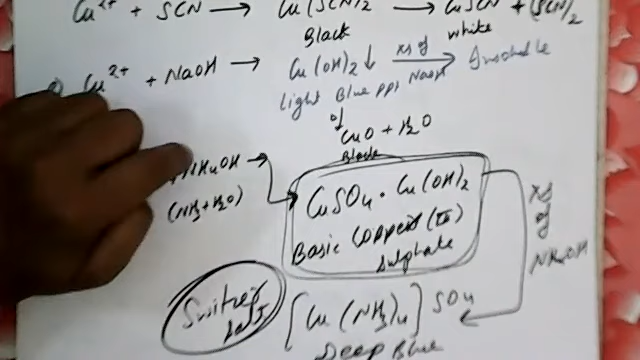 Cu²⁺ + SCN → Cu(SCN)₂ → CuSCN + (SCN)₂
Black white
Cu²⁺ + NaOH → Cu(OH)₂↓ xs of NaOH → Insoluble
Light Blue ppt
CuO + H₂O
Black
NH₄OH →
(NH₃+H₂O)
CuSO₄ · Cu(OH)₂
Basic Copper (II)
Sulphate
xs
of
NH₄OH
[Cu(NH₃)₄] SO₄
Deep Blue